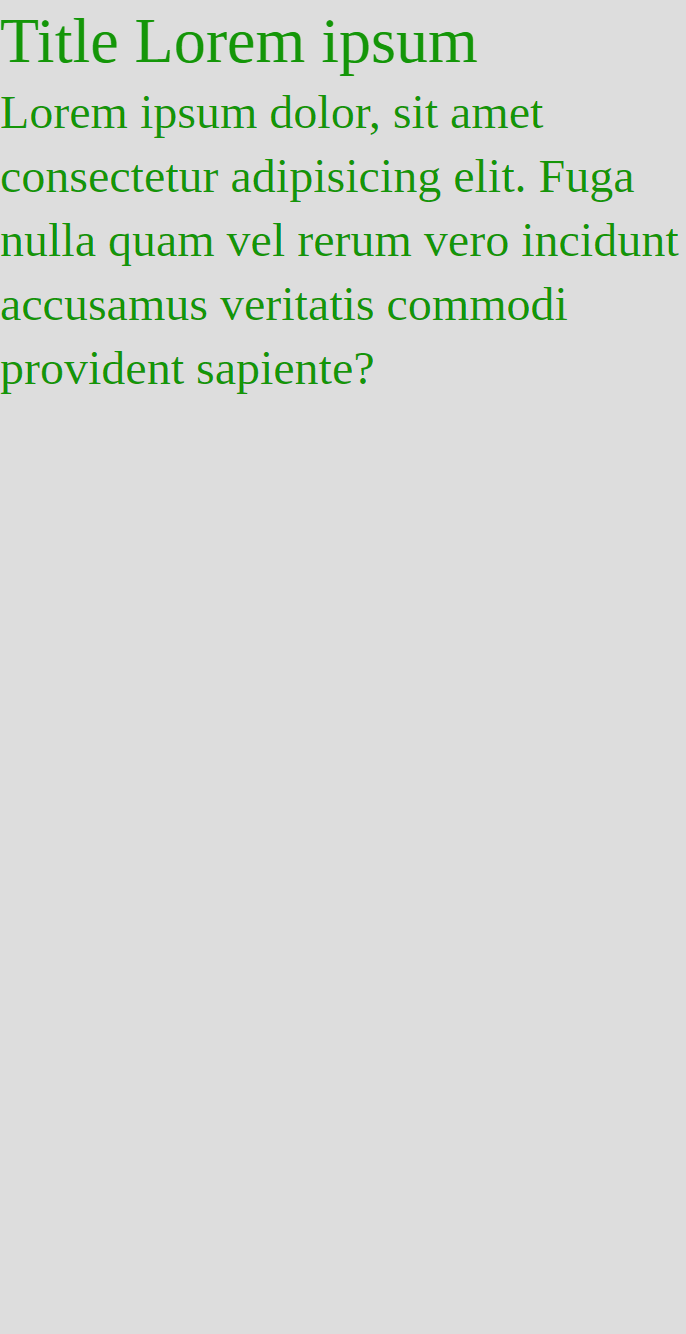 Title Lorem ipsum
Lorem ipsum dolor, sit amet
consectetur adipisicing elit. Fuga
nulla quam vel rerum vero incidunt
accusamus veritatis commodi
provident sapiente?